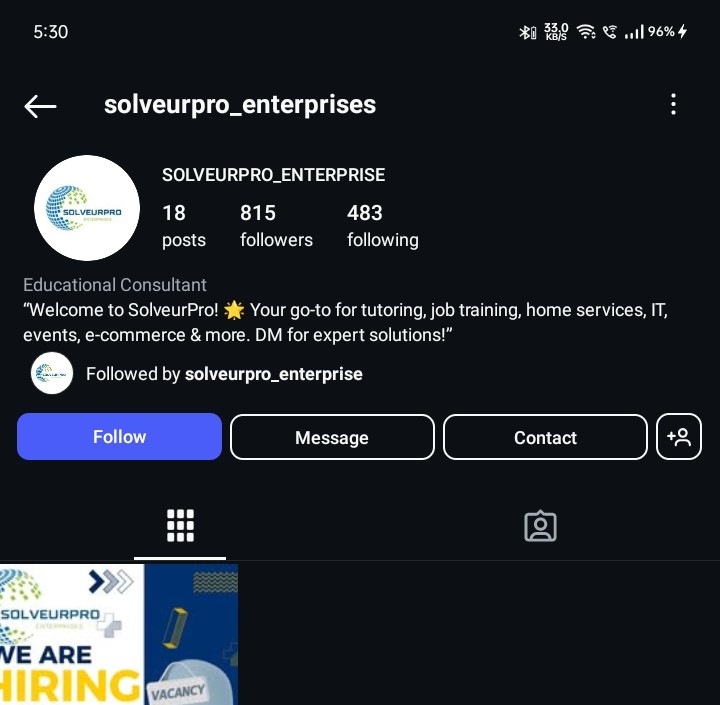 5:30
33.0
KB/S
96%
solveurpro_enterprises
SOLVEURPRO
ENTERPRISES
SOLVEURPRO_ENTERPRISE
18 815 483
posts followers following
Educational Consultant
“Welcome to SolveurPro! 🌟 Your go-to for tutoring, job training, home services, IT,
events, e-commerce & more. DM for expert solutions!”
Followed by solveurpro_enterprise
Follow Message Contact
SOLVEURPRO
ENTERPRISES
WE ARE
HIRING
VACANCY